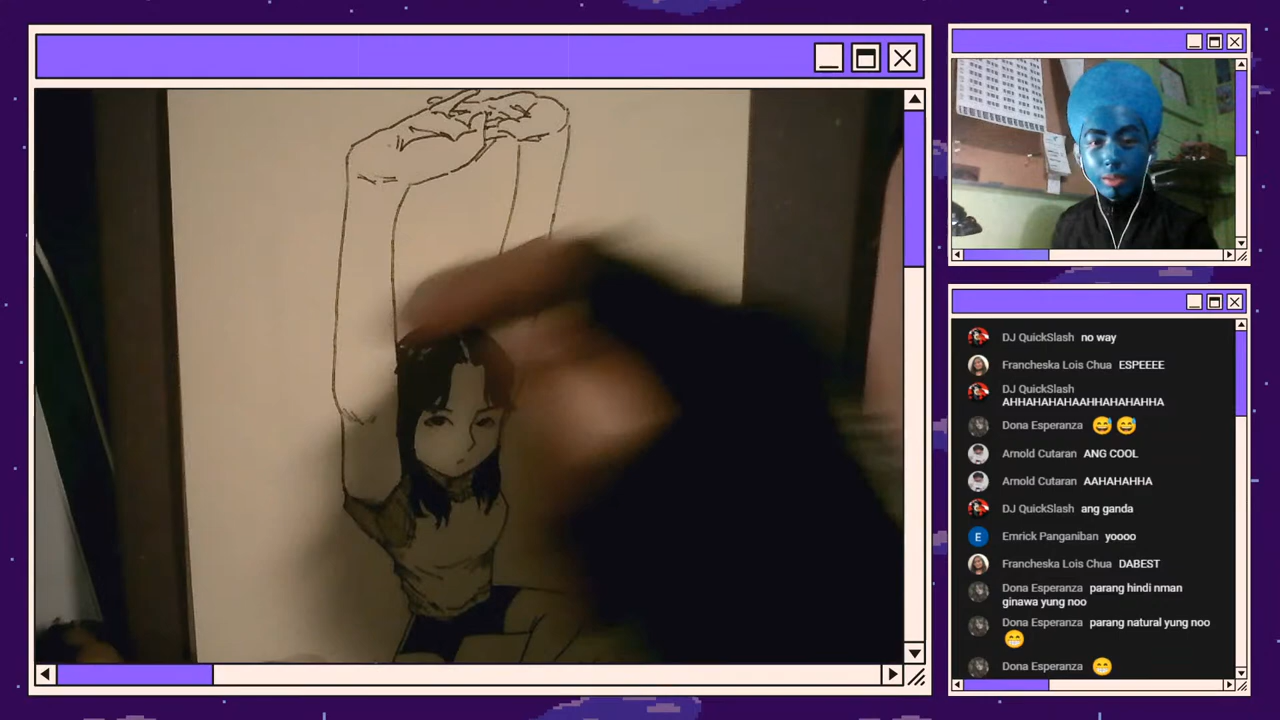 DJ QuickSlash no way
Francheska Lois Chua ESPEEEE
DJ QuickSlash
AHHAHAHAHAAHHAHAHAHHA
Dona Esperanza 😅 😅
Arnold Cutaran ANG COOL
Arnold Cutaran AAHAHAHHA
DJ QuickSlash ang ganda
E Emrick Panganiban yoooo
Francheska Lois Chua DABEST
Dona Esperanza parang hindi nman
ginawa yung noo
Dona Esperanza parang natural yung noo
😁
Dona Esperanza 😁